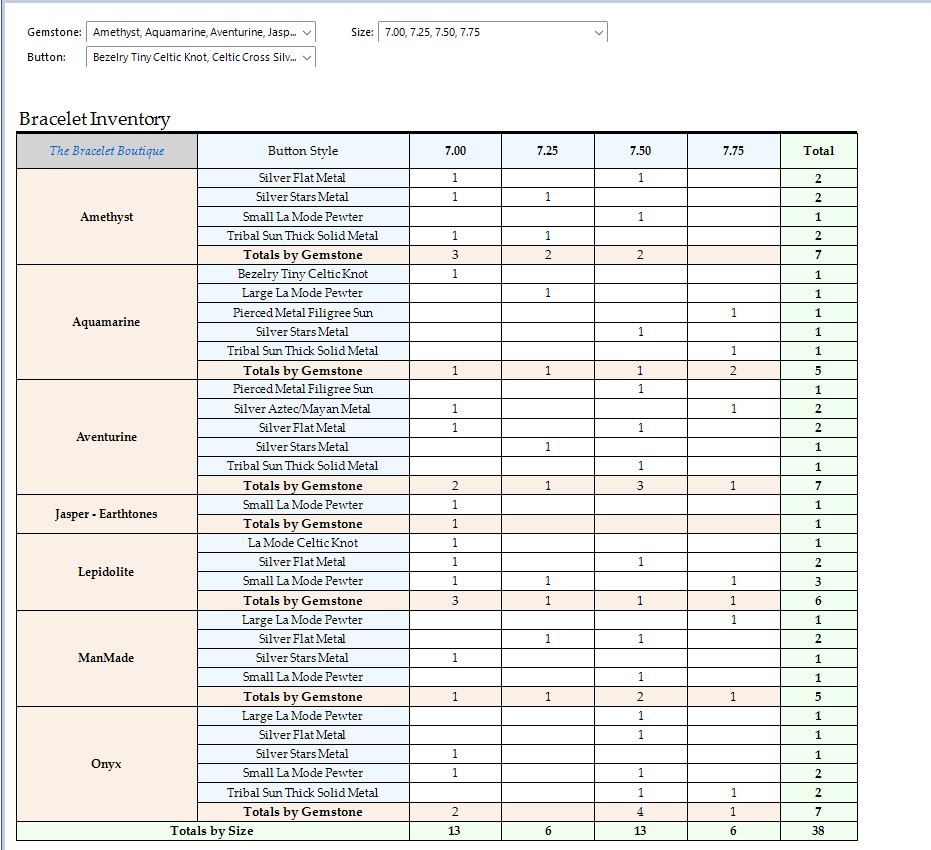 Gemstone: Amethyst, Aquamarine, Aventurine, Jasp... Size: 7.00, 7.25, 7.50, 7.75
Button: Bezelry Tiny Celtic Knot, Celtic Cross Silv...
Bracelet Inventory
The Bracelet Boutique Button Style 7.00 7.25 7.50 7.75 Total
Amethyst
Silver Flat Metal 1 1 2
Silver Stars Metal 1 1 2
Small La Mode Pewter 1 1
Tribal Sun Thick Solid Metal 1 1 2
Totals by Gemstone 3 2 2 7
Aquamarine
Bezelry Tiny Celtic Knot 1 1
Large La Mode Pewter 1 1
Pierced Metal Filigree Sun 1 1
Silver Stars Metal 1 1
Tribal Sun Thick Solid Metal 1 1
Totals by Gemstone 1 1 1 2 5
Aventurine
Pierced Metal Filigree Sun 1 1
Silver Aztec/Mayan Metal 1 1 2
Silver Flat Metal 1 1 2
Silver Stars Metal 1 1
Tribal Sun Thick Solid Metal 1 1
Totals by Gemstone 2 1 3 1 7
Jasper - Earthtones
Small La Mode Pewter 1 1
Totals by Gemstone 1 1
Lepidolite
La Mode Celtic Knot 1 1
Silver Flat Metal 1 1 2
Small La Mode Pewter 1 1 1 3
Totals by Gemstone 3 1 1 1 6
ManMade
Large La Mode Pewter 1 1
Silver Flat Metal 1 1 2
Silver Stars Metal 1 1
Small La Mode Pewter 1 1
Totals by Gemstone 1 1 2 1 5
Onyx
Large La Mode Pewter 1 1
Silver Flat Metal 1 1
Silver Stars Metal 1 1
Small La Mode Pewter 1 1 2
Tribal Sun Thick Solid Metal 1 1 2
Totals by Gemstone 2 4 1 7
Totals by Size 13 6 13 6 38